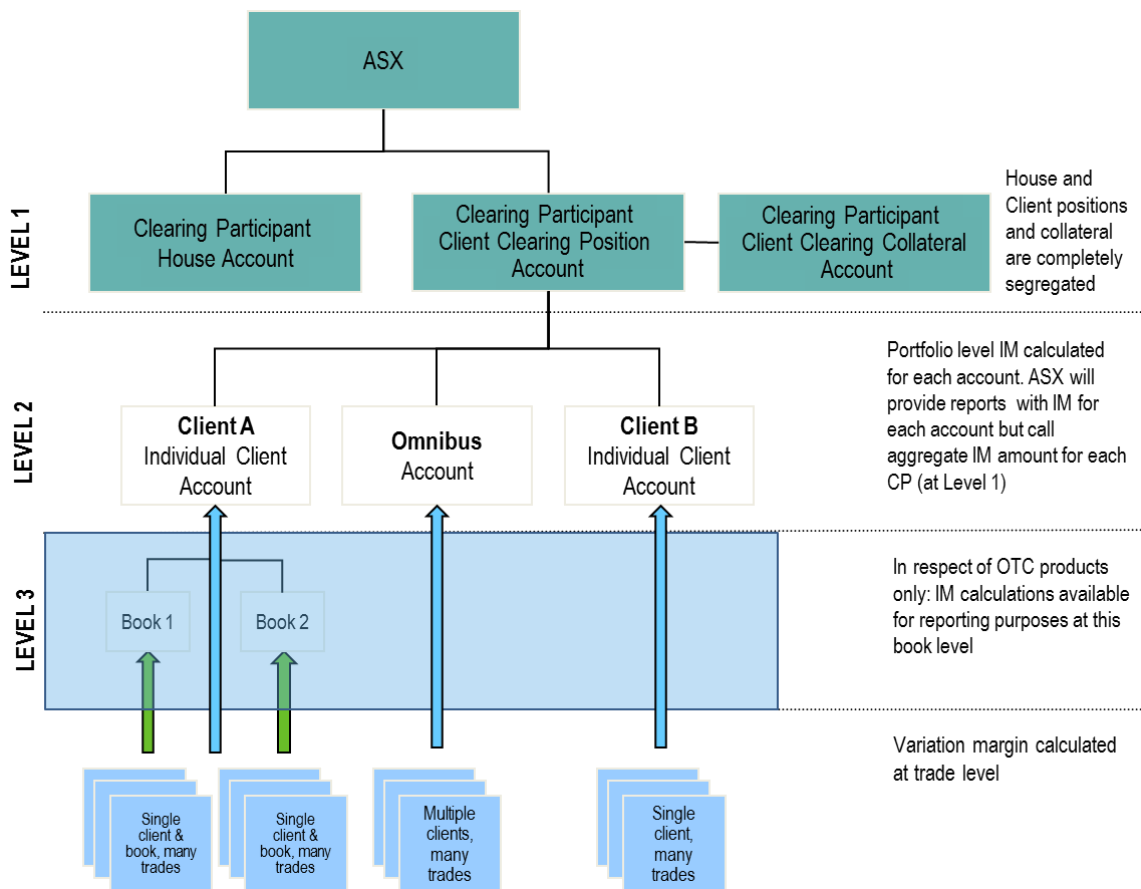 ASX
LEVEL 1
Clearing Participant
House Account
Clearing Participant
Client Clearing Position
Account
Clearing Participant
Client Clearing Collateral
Account
House and
Client positions
and collateral
are completely
segregated
LEVEL 2
Client A
Individual Client
Account
Omnibus
Account
Client B
Individual Client
Account
Portfolio level IM calculated
for each account. ASX will
provide reports with IM for
each account but call
aggregate IM amount for each
CP (at Level 1)
LEVEL 3
Book 1
Book 2
In respect of OTC products
only: IM calculations available
for reporting purposes at this
book level
Single
client &
book, many
trades
Single
client &
book, many
trades
Multiple
clients,
many
trades
Single
client,
many
trades
Variation margin calculated
at trade level